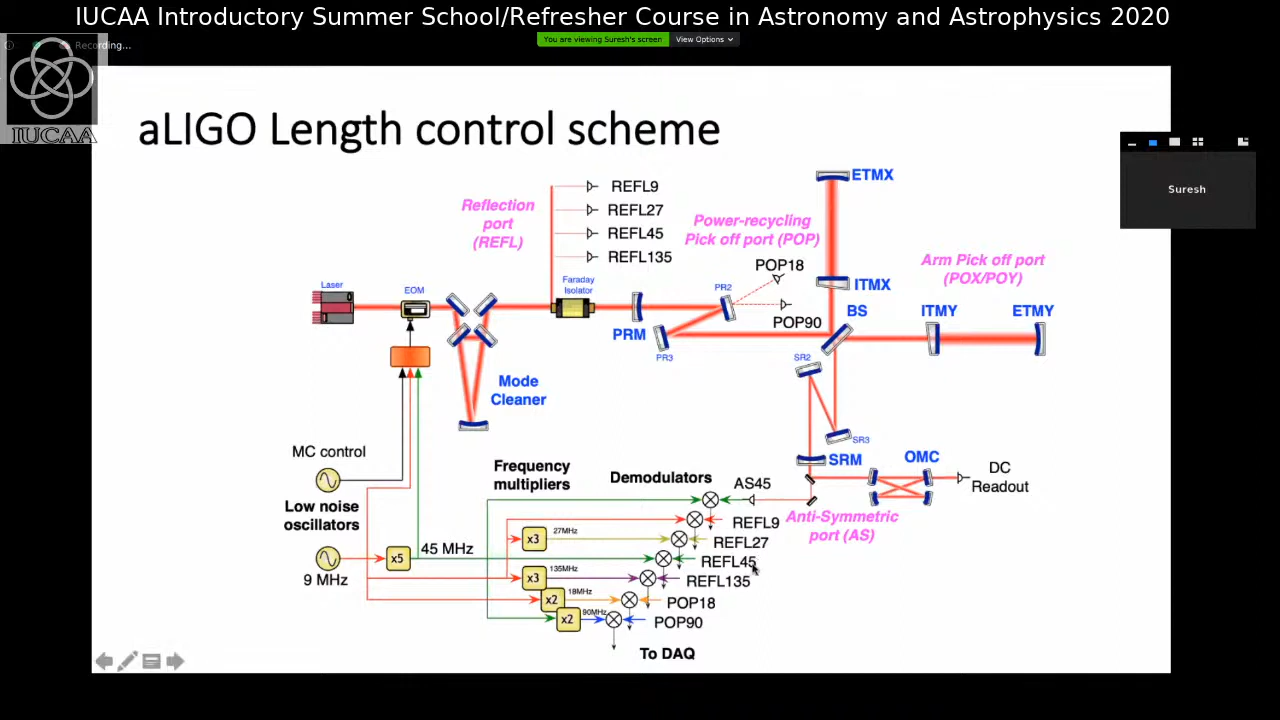 IUCAA Introductory Summer School/Refresher Course in Astronomy and Astrophysics 2020
You are viewing Suresh's screen
View Options
Recording...
IUCAA
Suresh
aLIGO Length control scheme
Reflection
port
(REFL)
REFL9
REFL27
REFL45
REFL135
Power-recycling
Pick off port (POP)
POP18
POP90
ETMX
ITMX
Arm Pick off port
(POX/POY)
BS
ITMY
ETMY
Laser
EOM
Faraday
Isolator
PRM
PR2
PR3
SR2
SR3
SRM
OMC
DC
Readout
Mode
Cleaner
MC control
Low noise
oscillators
9 MHz
x5
45 MHz
Frequency
multipliers
Demodulators
AS45
Anti-Symmetric
port (AS)
REFL9
x3
27MHz
REFL27
REFL45
x3
135MHz
REFL135
x2
18MHz
POP18
x2
90MHz
POP90
To DAQ